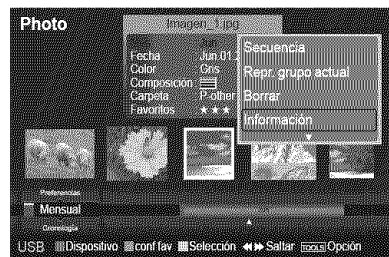 Photo
Imagen_1.jpg
Jun
Fecha Jun.01.2
Color Gris
Composición
Carpeta P-other
Favoritos ★★★
Secuencia
Repr. grupo actual
Borrar
Información
Preferencias
Mensual
Cronología
USB Dispositivo conf fav Selección Saltar TOOLS Opción